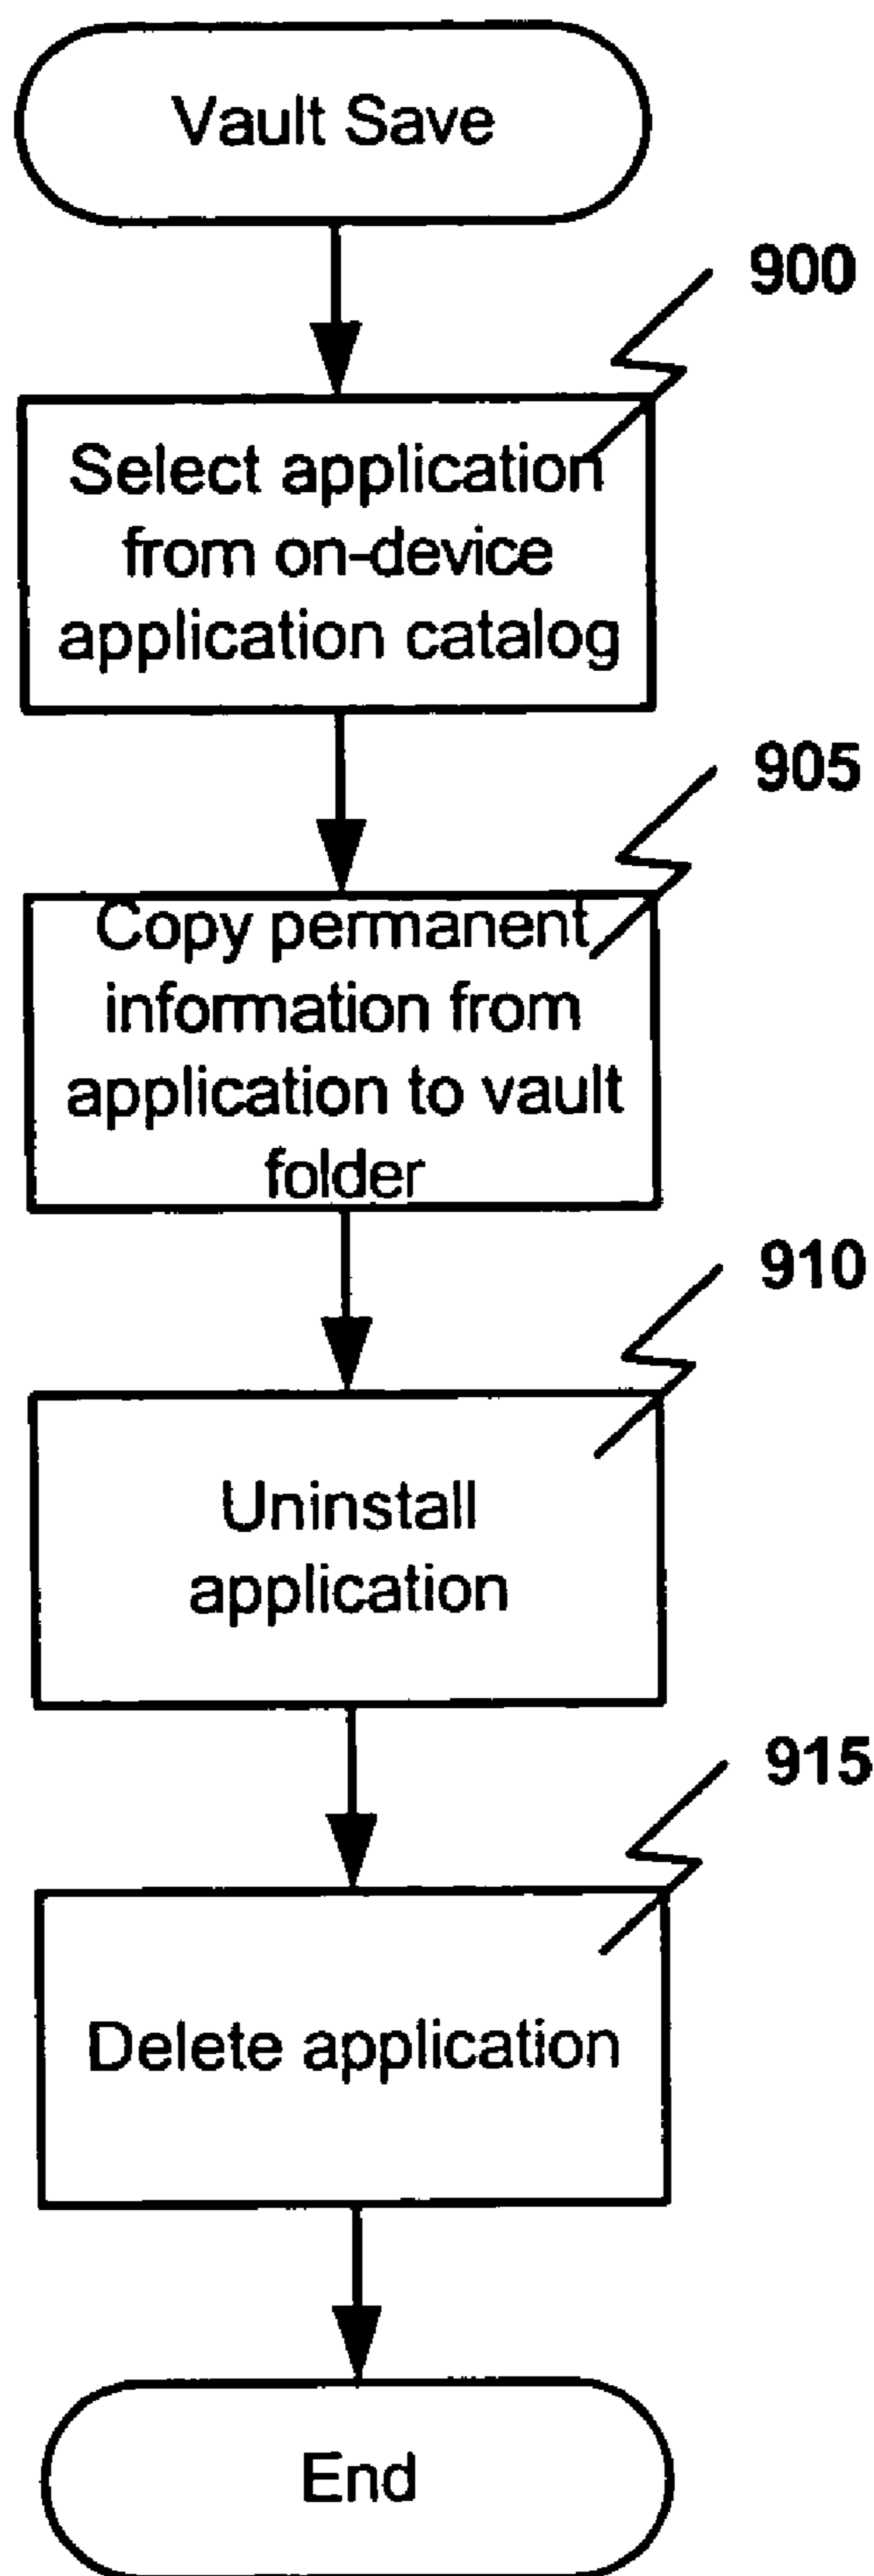 Vault Save
900
Select application
from on-device
application catalog
905
Copy permanent
information from
application to vault
folder
910
Uninstall
application
915
Delete application
End